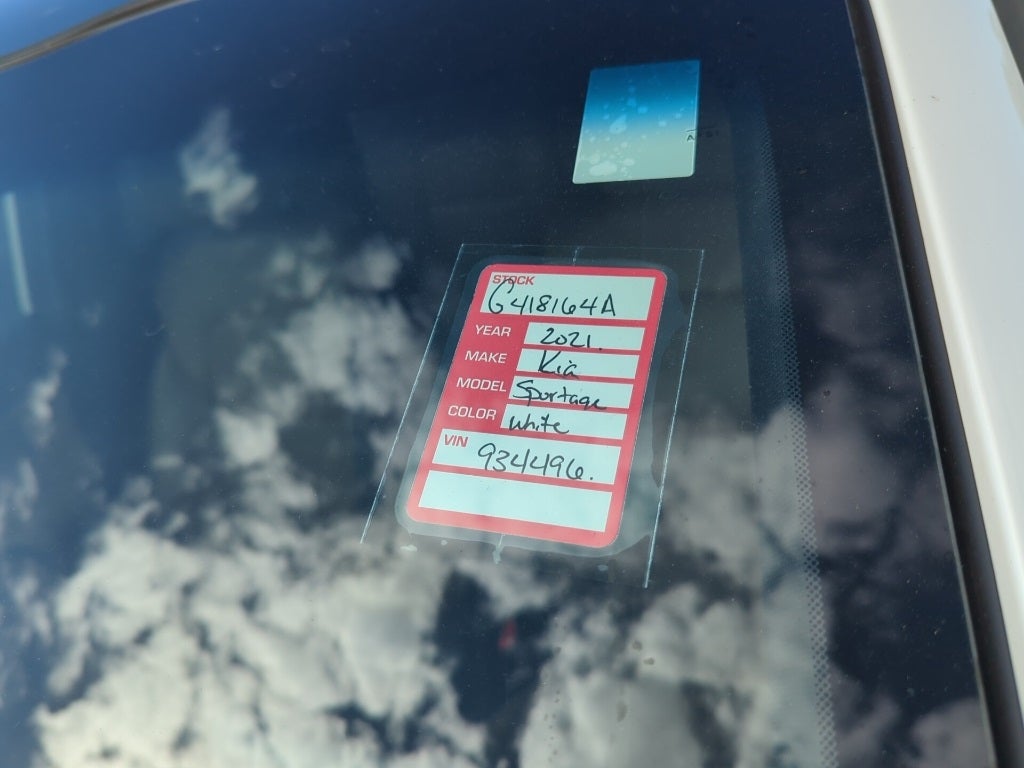 STOCK
G418164A
YEAR 2021.
MAKE Kia
MODEL Sportage
COLOR white
VIN
934496.